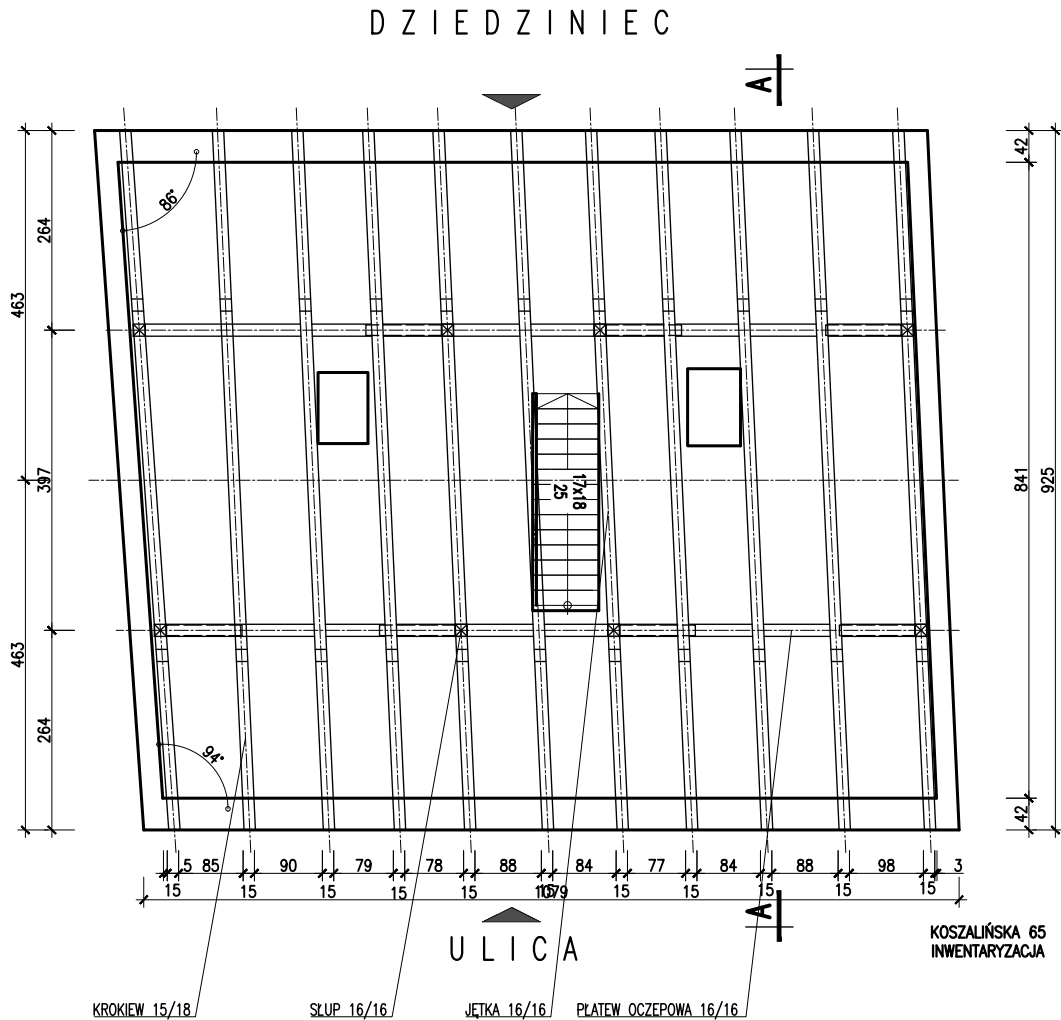 DZIEDZINIEC
A
42
86°
264
463
397
17x18
25
841
925
463
264
94°
42
5 85 90 79 78 88 84 77 84 88 98 3
15 15 15 15 15 15 15 15 15 15 15
1079
A
ULICA
KOSZALIŃSKA 65
INWENTARYZACJA
KROKIEW 15/18
SŁUP 16/16
JĘTKA 16/16
PŁATEW OCZEPOWA 16/16